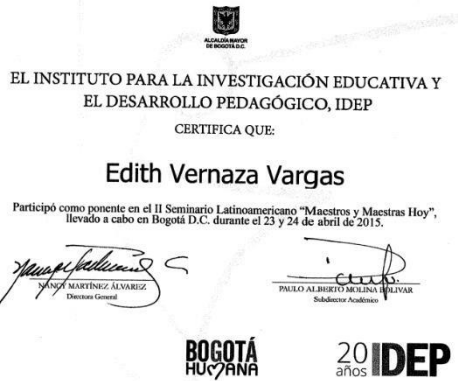 ALCALDÍA MAYOR
DE BOGOTÁ D.C.
EL INSTITUTO PARA LA INVESTIGACIÓN EDUCATIVA Y
EL DESARROLLO PEDAGÓGICO, IDEP
CERTIFICA QUE:
Edith Vernaza Vargas
Participó como ponente en el II Seminario Latinoamericano “Maestros y Maestras Hoy”,
llevado a cabo en Bogotá D.C. durante el 23 y 24 de abril de 2015.
NANCY MARTÍNEZ ÁLVAREZ
Directora General
PAULO ALBERTO MOLINA BOLIVAR
Subdirector Académico
BOGOTÁ
HUMANA
20 años IDEP